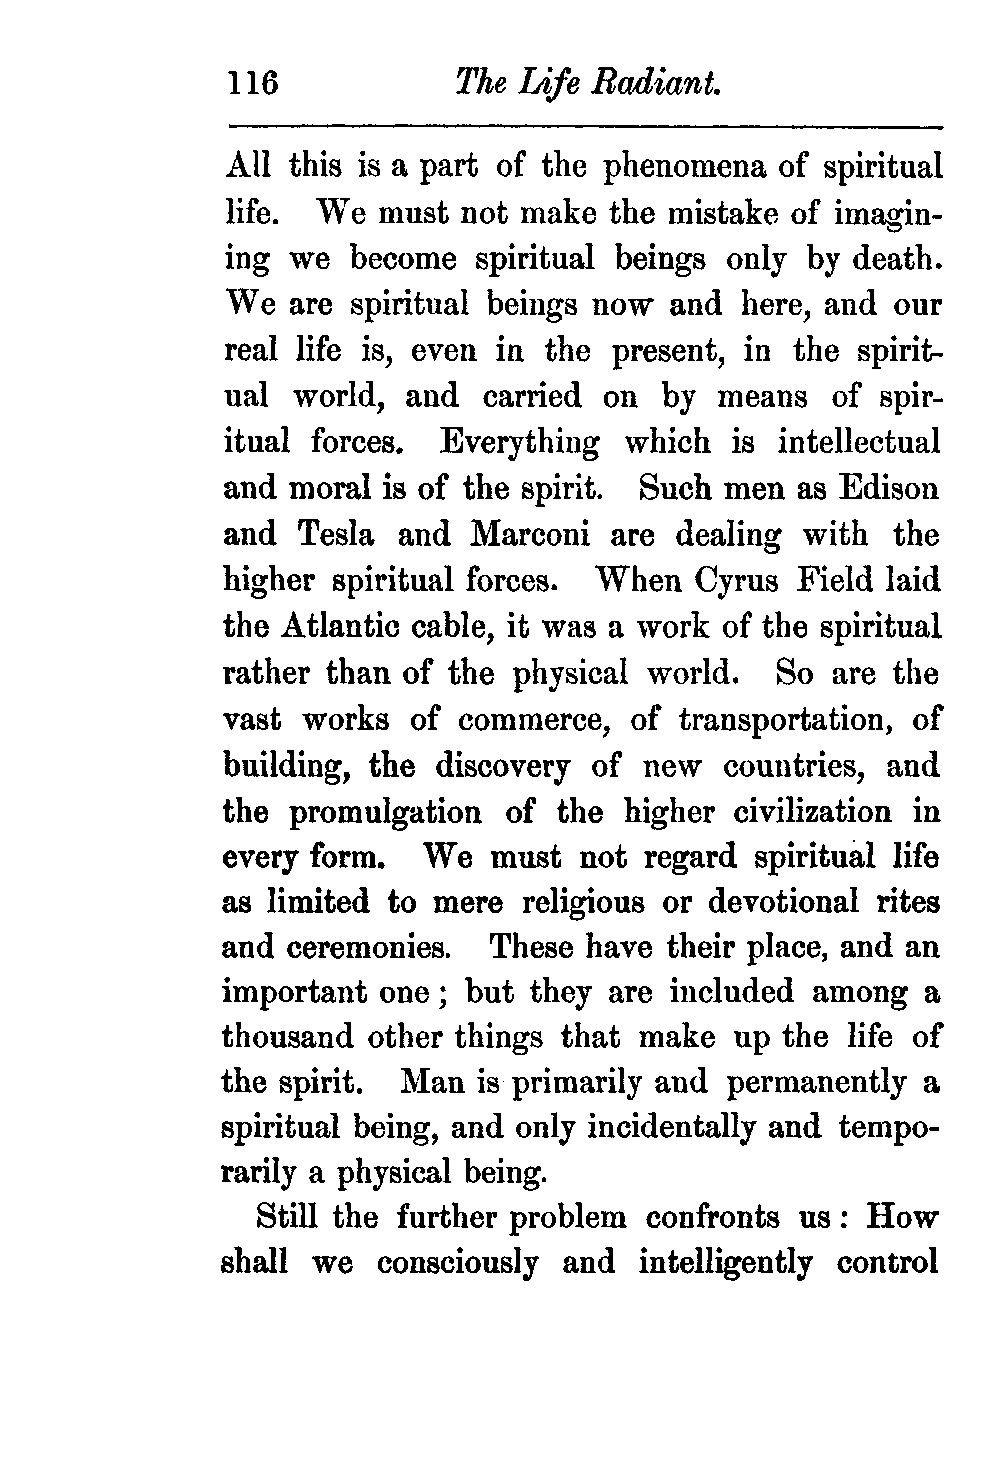 116 The Life Radiant.
All this is a part of the phenomena of spiritual
life. We must not make the mistake of imagin-
ing we become spiritual beings only by death.
We are spiritual beings now and here, and our
real life is, even in the present, in the spirit-
ual world, and carried on by means of spir-
itual forces. Everything which is intellectual
and moral is of the spirit. Such men as Edison
and Tesla and Marconi are dealing with the
higher spiritual forces. When Cyrus Field laid
the Atlantic cable, it was a work of the spiritual
rather than of the physical world. So are the
vast works of commerce, of transportation, of
building, the discovery of new countries, and
the promulgation of the higher civilization in
every form. We must not regard spiritual life
as limited to mere religious or devotional rites
and ceremonies. These have their place, and an
important one; but they are included among a
thousand other things that make up the life of
the spirit. Man is primarily and permanently a
spiritual being, and only incidentally and tempo-
rarily a physical being.
Still the further problem confronts us: How
shall we consciously and intelligently control